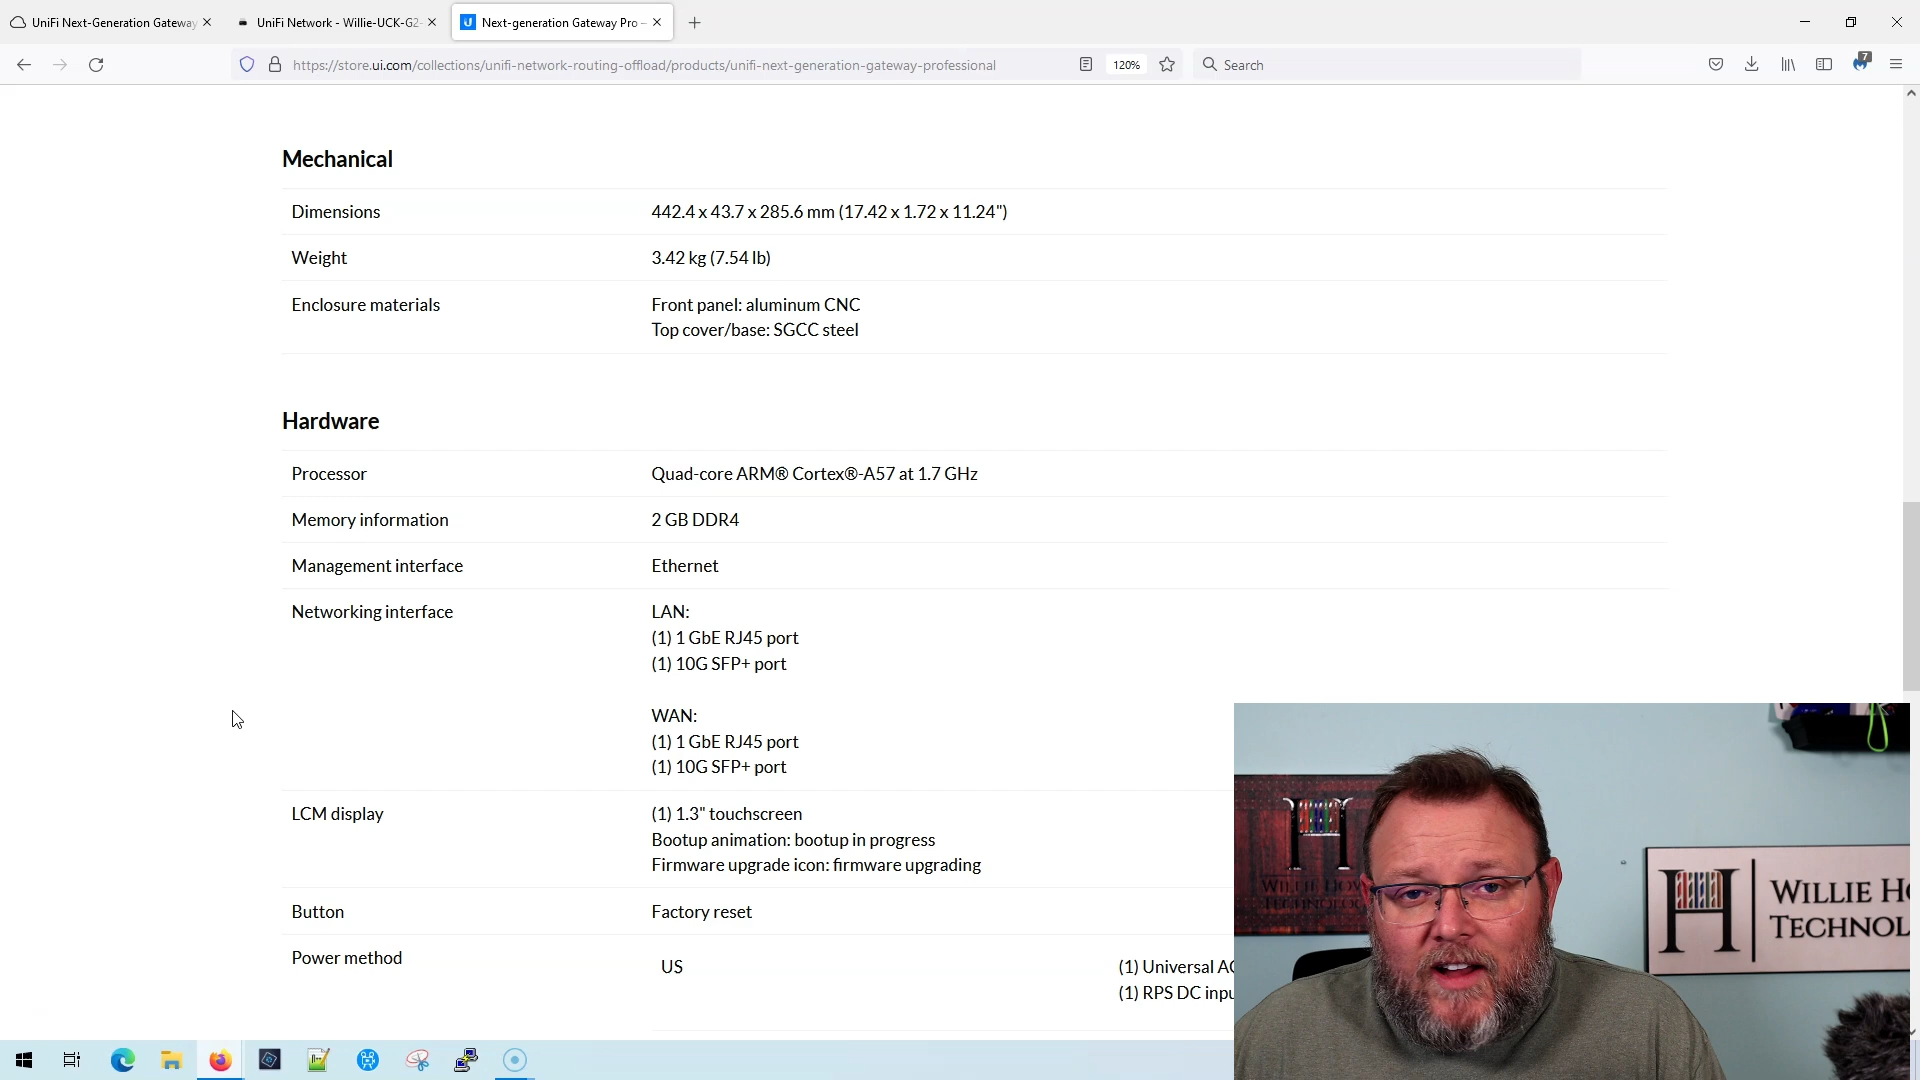 UniFi Next-Generation Gateway
UniFi Network - Willie-UCK-G2-
Next-generation Gateway Pro –
https://store.ui.com/collections/unifi-network-routing-offload/products/unifi-next-generation-gateway-professional
120%
Search
7
Mechanical
Dimensions 442.4 x 43.7 x 285.6 mm (17.42 x 1.72 x 11.24")
Weight 3.42 kg (7.54 lb)
Enclosure materials Front panel: aluminum CNC
Top cover/base: SGCC steel
Hardware
Processor Quad-core ARM® Cortex®-A57 at 1.7 GHz
Memory information 2 GB DDR4
Management interface Ethernet
Networking interface LAN:
(1) 1 GbE RJ45 port
(1) 10G SFP+ port
WAN:
(1) 1 GbE RJ45 port
(1) 10G SFP+ port
LCM display (1) 1.3" touchscreen
Bootup animation: bootup in progress
Firmware upgrade icon: firmware upgrading
Button Factory reset
Power method US (1) Universal AC
(1) RPS DC inpu
H
WILLIE HOW
TECHNOLOG
H
WILLIE HO
TECHNOL